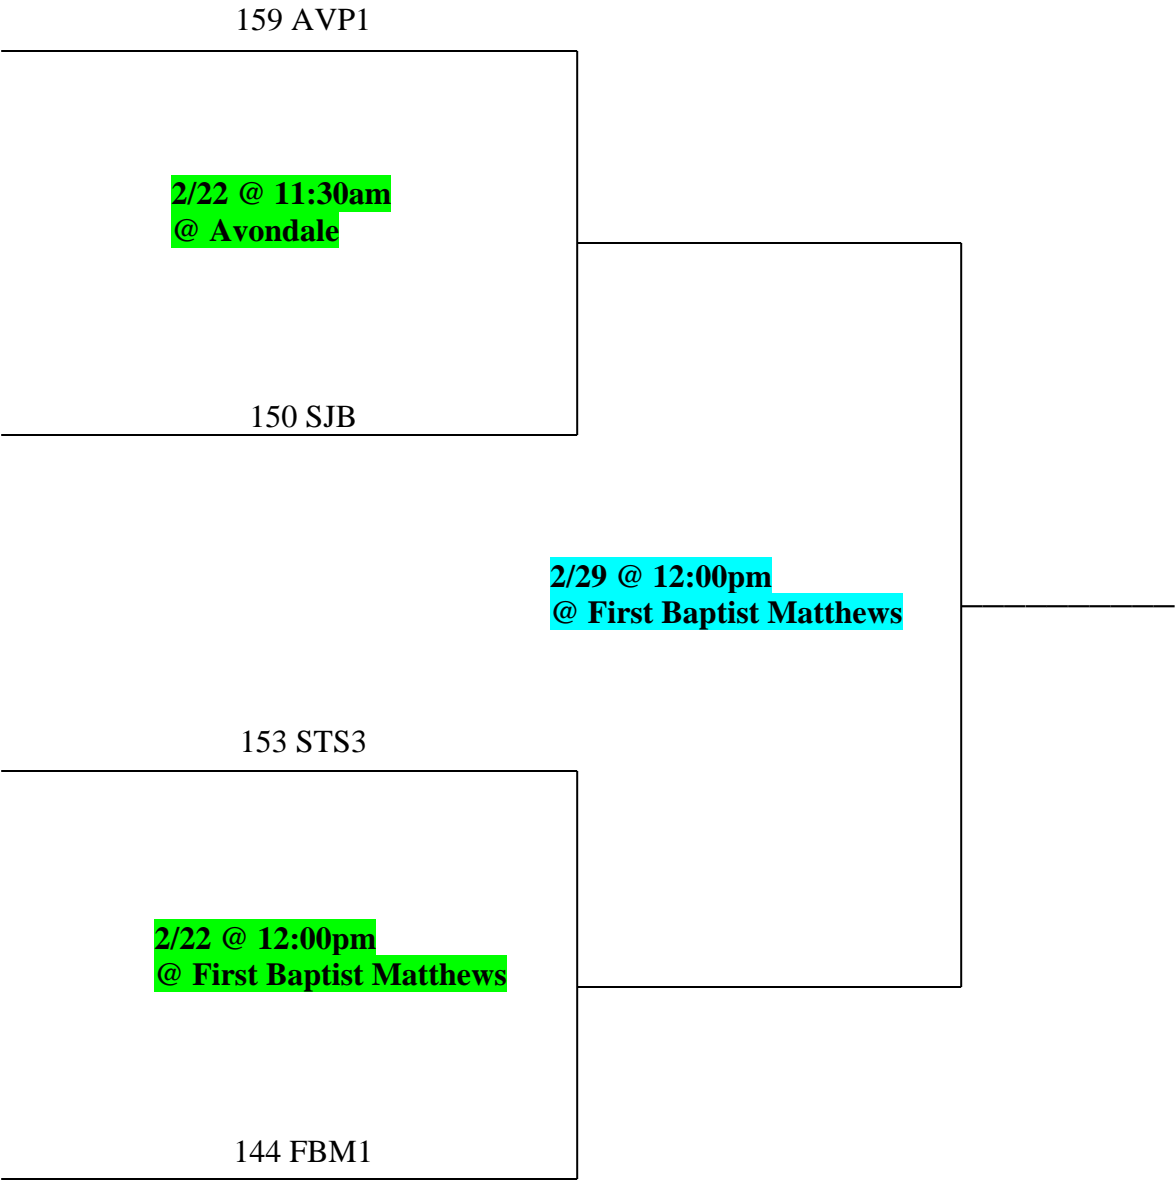 159 AVP1
2/22 @ 11:30am
@ Avondale
150 SJB
2/29 @ 12:00pm
@ First Baptist Matthews
153 STS3
2/22 @ 12:00pm
@ First Baptist Matthews
144 FBM1